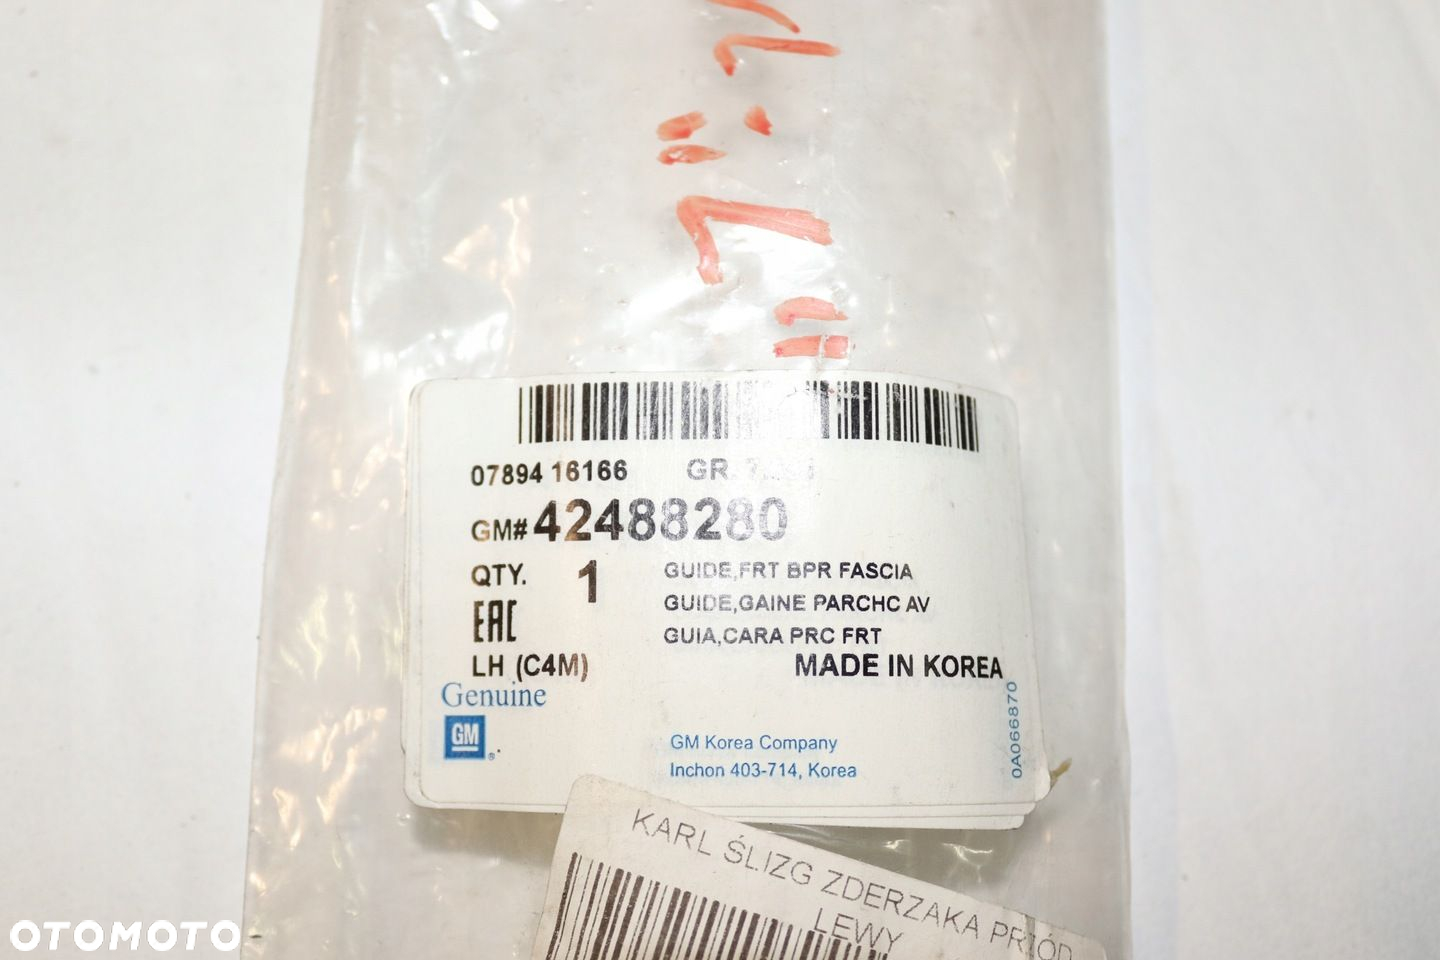 07894 16166 GR.
GM# 42488280
QTY. 1
GUIDE,FRT BPR FASCIA
GUIDE,GAINE PARCHC AV
GUIA,CARA PRC FRT
EAC
LH (C4M)
MADE IN KOREA
Genuine
GM
GM Korea Company
Inchon 403-714, Korea
0A066870
KARL ŚLIZG ZDERZAKA PRZÓD
LEWY
OTOMOTO